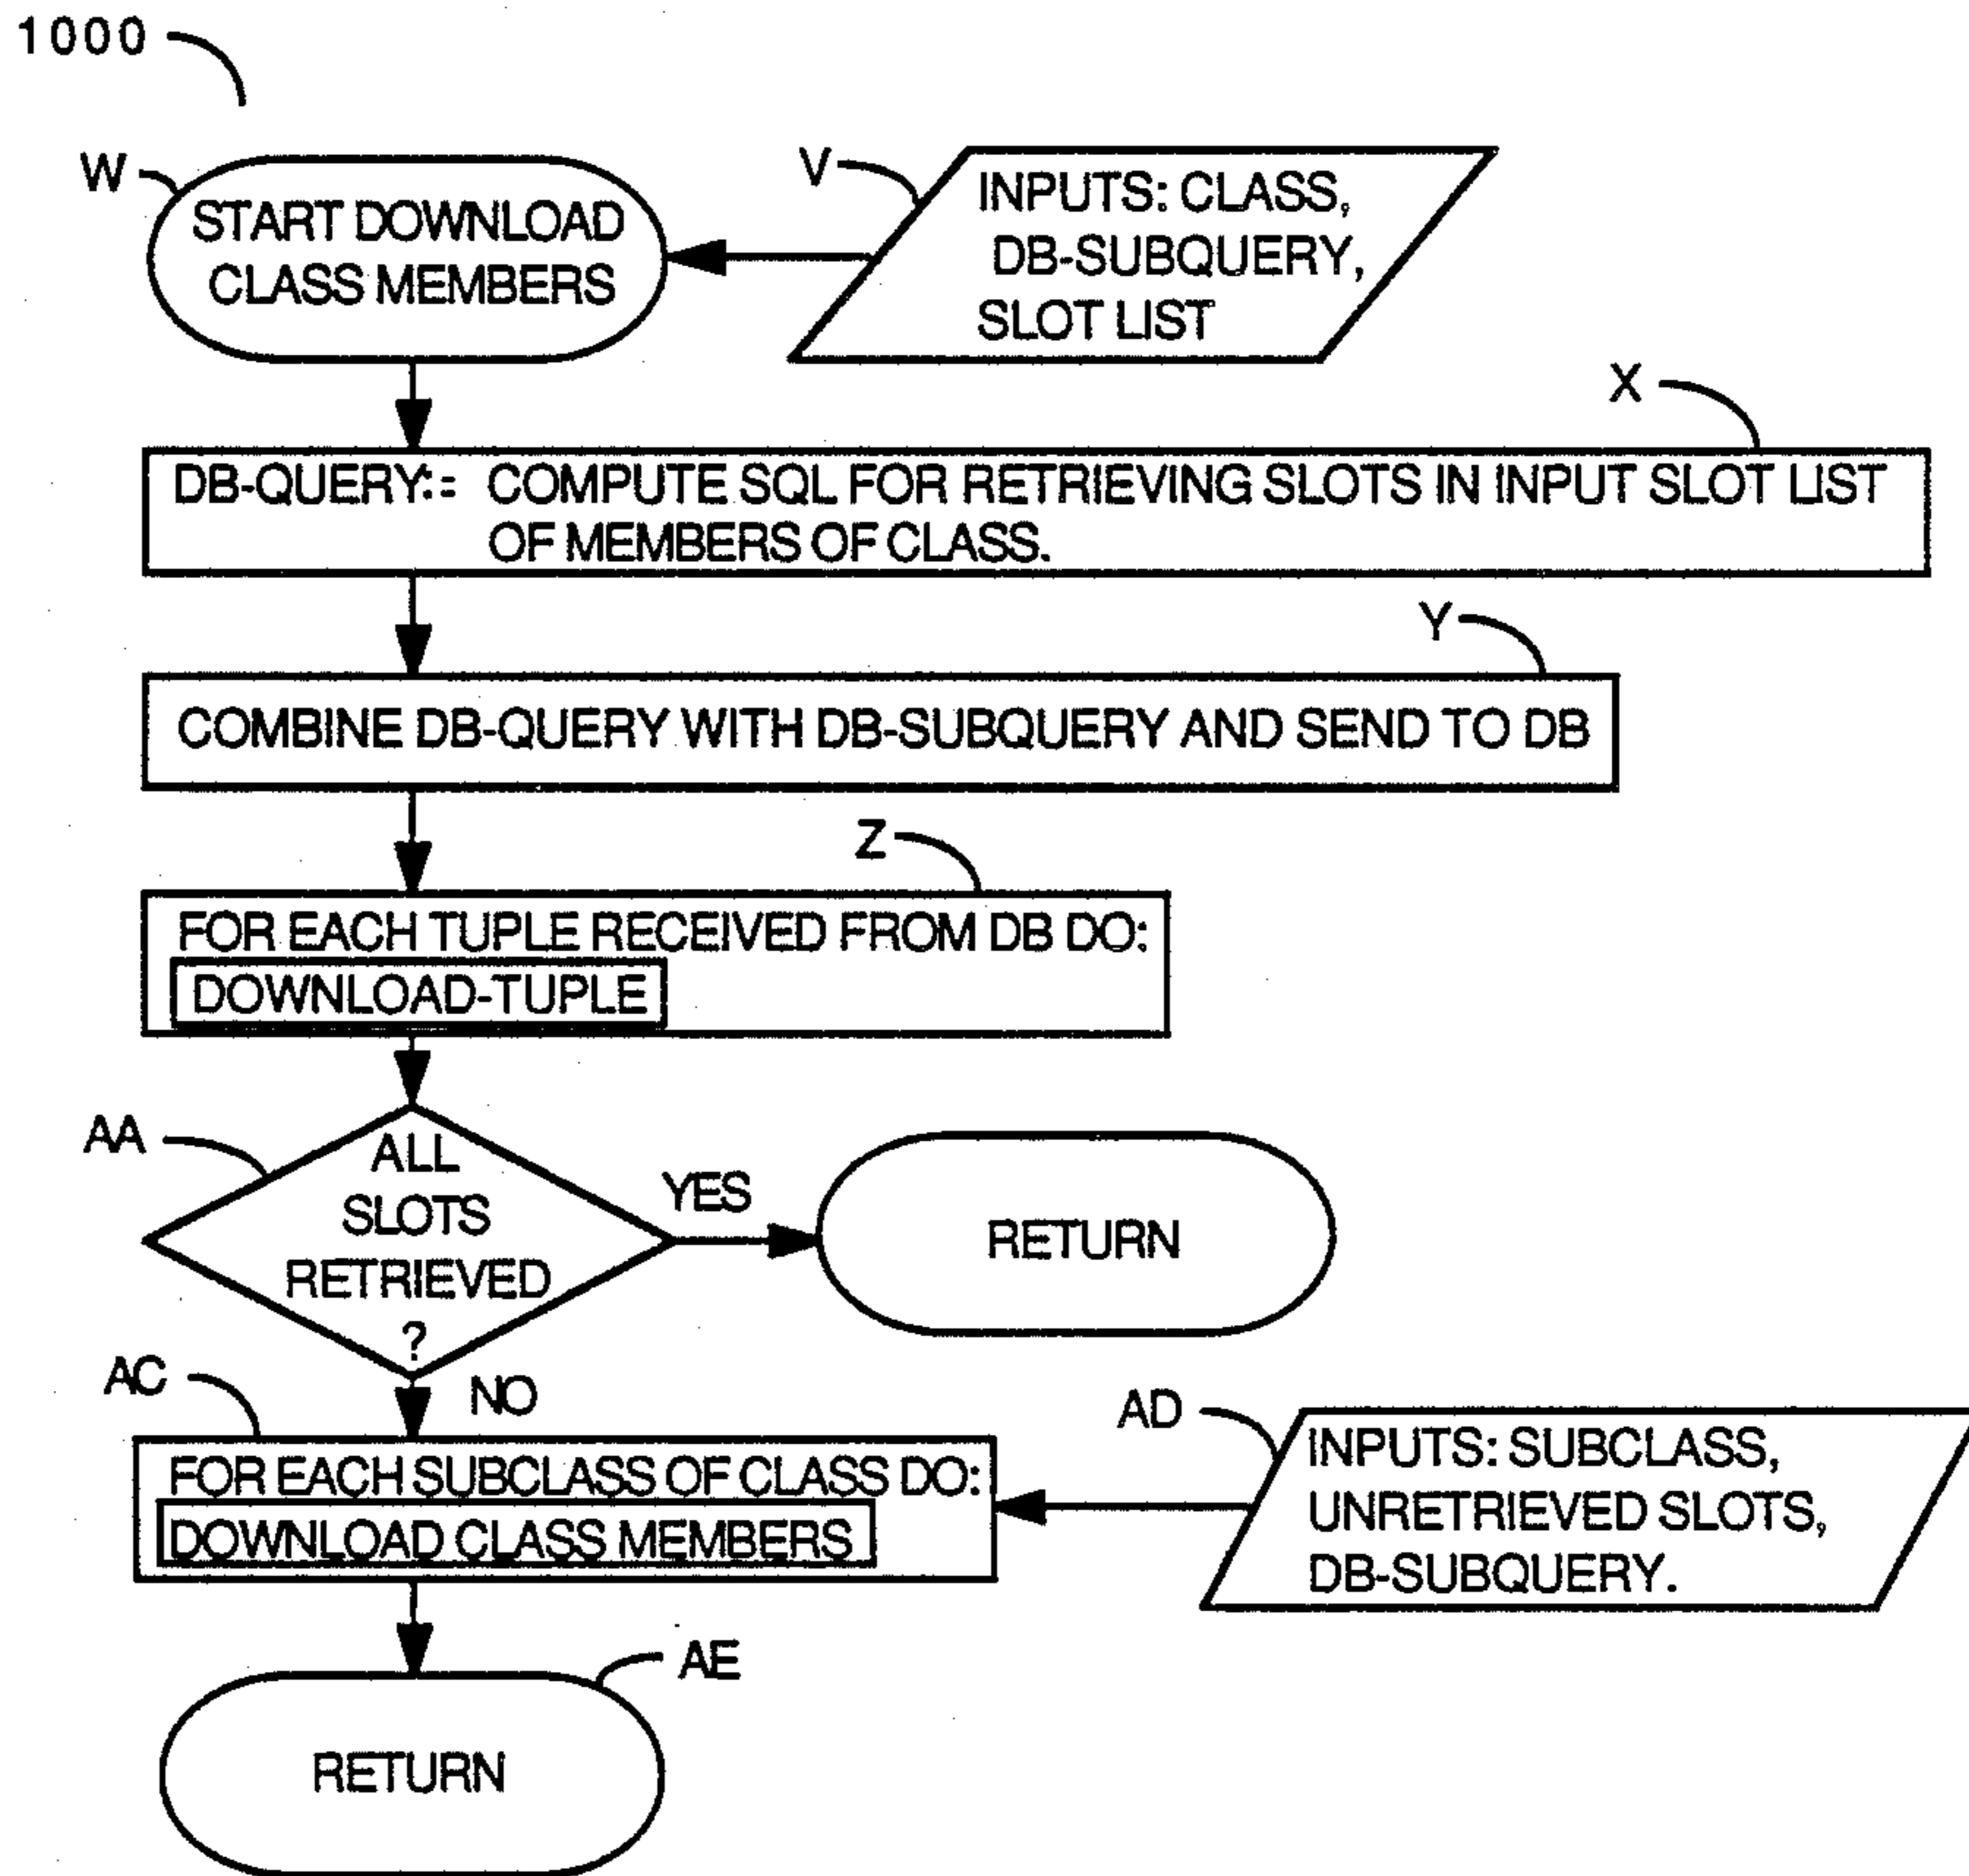 1000
W
START DOWNLOAD
CLASS MEMBERS
V
INPUTS: CLASS,
DB-SUBQUERY,
SLOT LIST
X
DB-QUERY:= COMPUTE SQL FOR RETRIEVING SLOTS IN INPUT SLOT LIST
OF MEMBERS OF CLASS.
Y
COMBINE DB-QUERY WITH DB-SUBQUERY AND SEND TO DB
Z
FOR EACH TUPLE RECEIVED FROM DB DO:
DOWNLOAD-TUPLE
AA
ALL
SLOTS
RETRIEVED
?
YES
RETURN
NO
AC
FOR EACH SUBCLASS OF CLASS DO:
DOWNLOAD CLASS MEMBERS
AD
INPUTS: SUBCLASS,
UNRETRIEVED SLOTS,
DB-SUBQUERY.
AE
RETURN